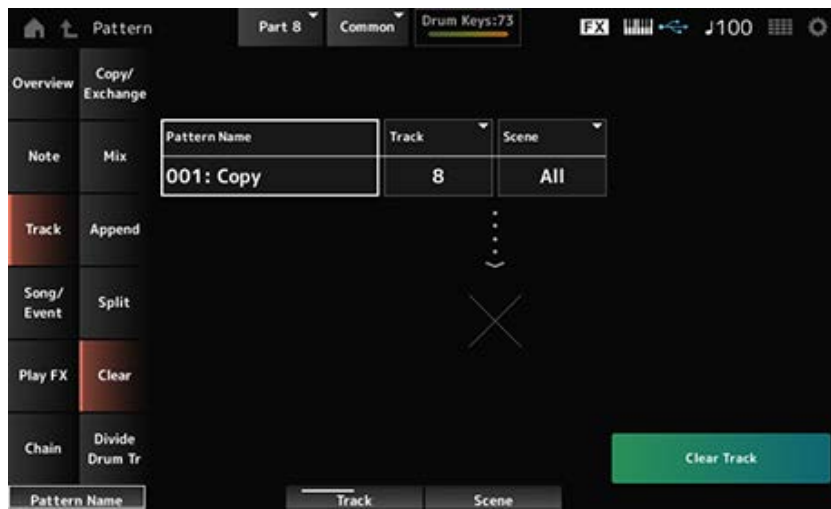 Pattern
Part 8
Common
Drum Keys:73
FX
♩100
Overview
Copy/
Exchange
Note
Mix
Track
Append
Song/
Event
Split
Play FX
Clear
Chain
Divide
Drum Tr
Pattern Name
Track
Scene
001: Copy
8
All
Clear Track
Pattern Name
Track
Scene